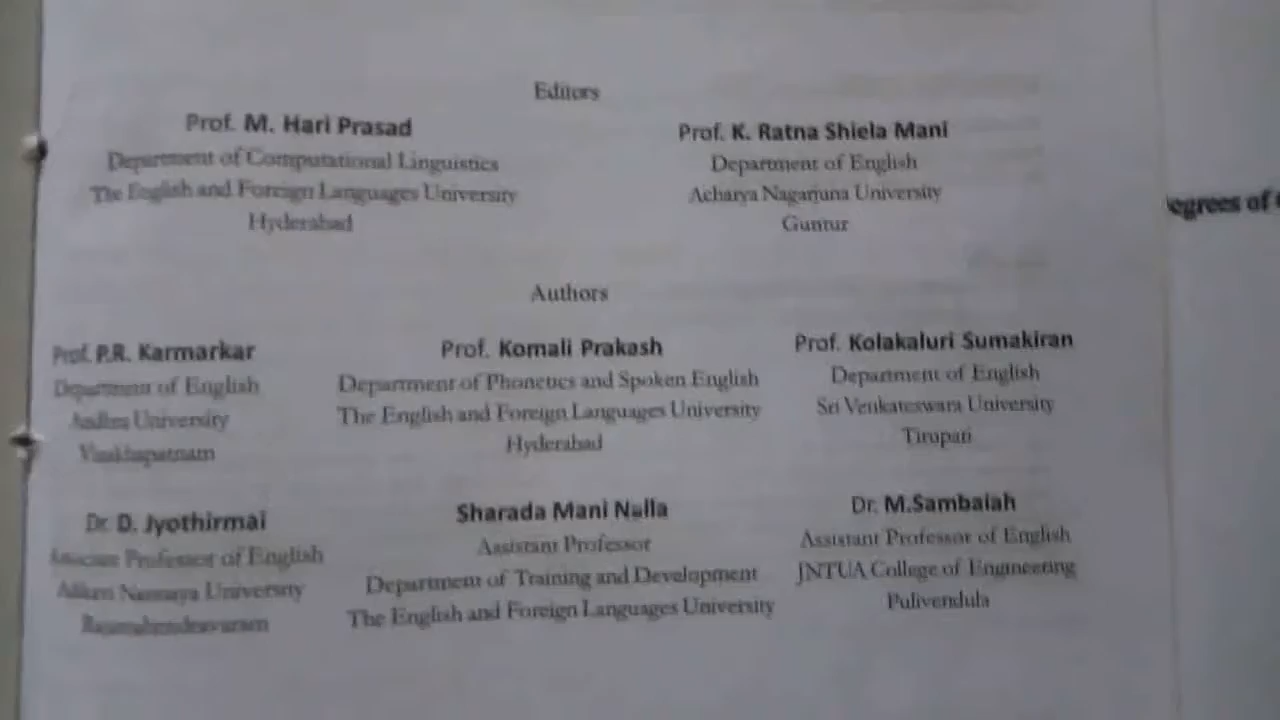 Editors
Prof. M. Hari Prasad
Department of Computational Linguistics
The English and Foreign Languages University
Hyderabad
Prof. K. Ratna Shiela Mani
Department of English
Acharya Nagarjuna University
Guntur
egrees of
Authors
Prof. P.R. Karmarkar
Department of English
Andhra University
Visakhapatnam
Prof. Komali Prakash
Department of Phonetics and Spoken English
The English and Foreign Languages University
Hyderabad
Prof. Kolakaluri Sumakiran
Department of English
Sri Venkateswara University
Tirupati
Dr. D. Jyothirmai
Associate Professor of English
Adikavi Nannaya University
Rajamahendravaram
Sharada Mani Nalla
Assistant Professor
Department of Training and Development
The English and Foreign Languages University
Dr. M.Sambaiah
Assistant Professor of English
JNTUA College of Engineering
Pulivendula